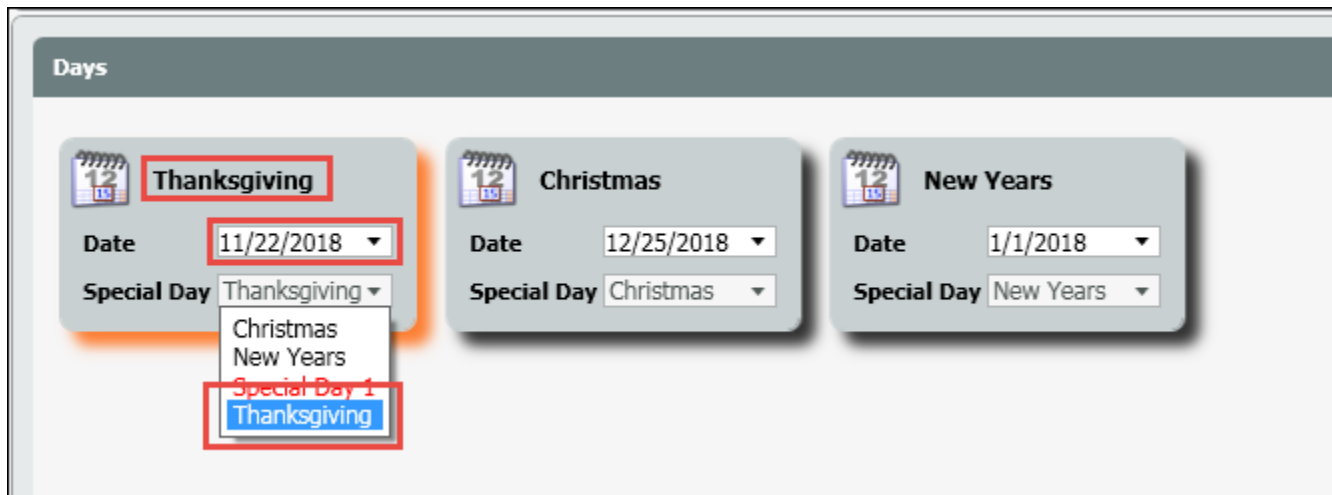 Days
12
15
Thanksgiving
Date 11/22/2018
Special Day Thanksgiving
Christmas
New Years
Special Day 1
Thanksgiving
12
15
Christmas
Date 12/25/2018
Special Day Christmas
12
15
New Years
Date 1/1/2018
Special Day New Years